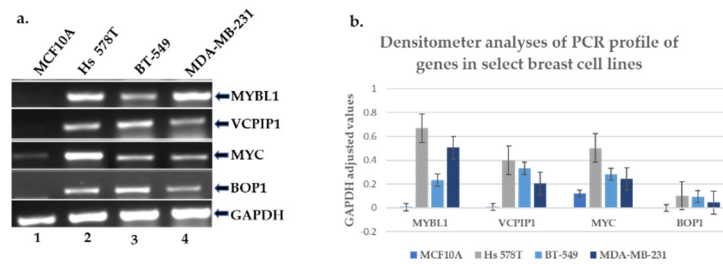 a.
MCF10A
Hs 578T
BT-549
MDA-MB-231
MYBL1
VCPIP1
MYC
BOP1
GAPDH
1 2 3 4
b.
Densitometer analyses of PCR profile of
genes in select breast cell lines
GAPDH adjusted values
1
0.8
0.6
0.4
0.2
0
-0.2
MYBL1 VCPIP1 MYC BOP1
MCF10A Hs 578T BT-549 MDA-MB-231